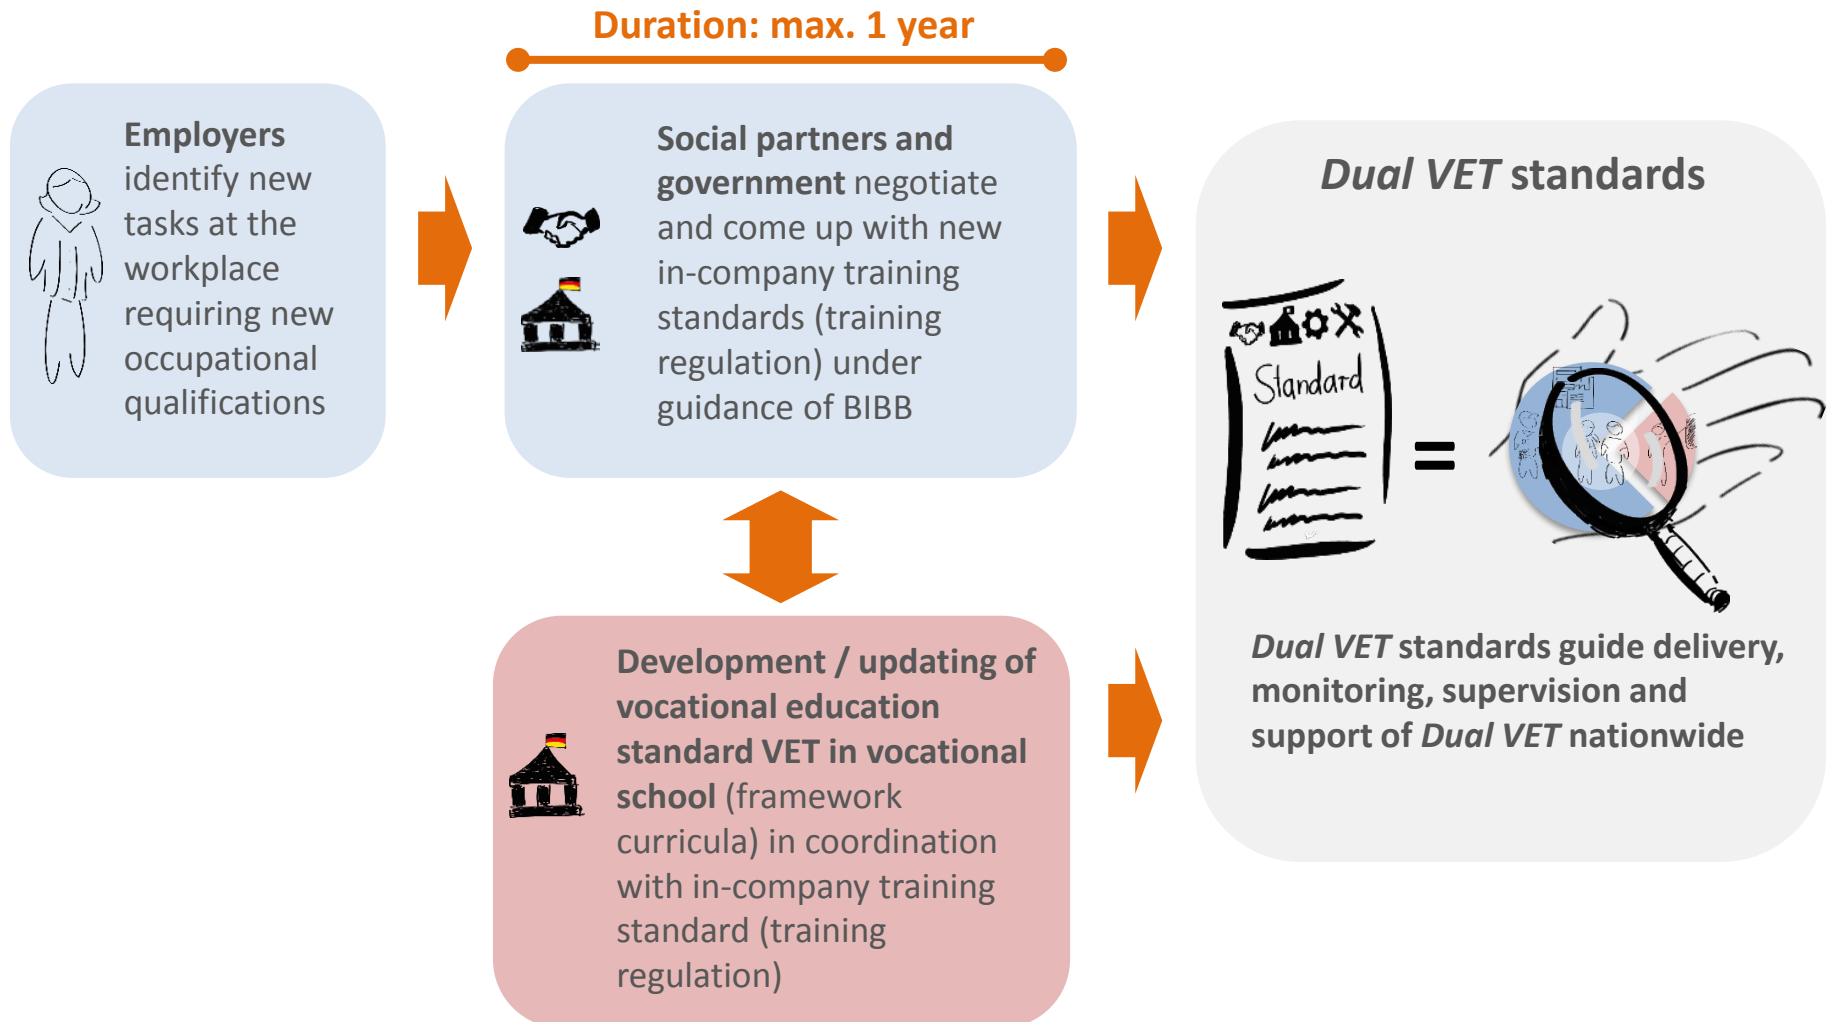 Duration: max. 1 year
Employers
identify new
tasks at the
workplace
requiring new
occupational
qualifications
Social partners and
government negotiate
and come up with new
in-company training
standards (training
regulation) under
guidance of BIBB
Development / updating of
vocational education
standard VET in vocational
school (framework
curricula) in coordination
with in-company training
standard (training
regulation)
Dual VET standards
Standard
=
Dual VET standards guide delivery,
monitoring, supervision and
support of Dual VET nationwide